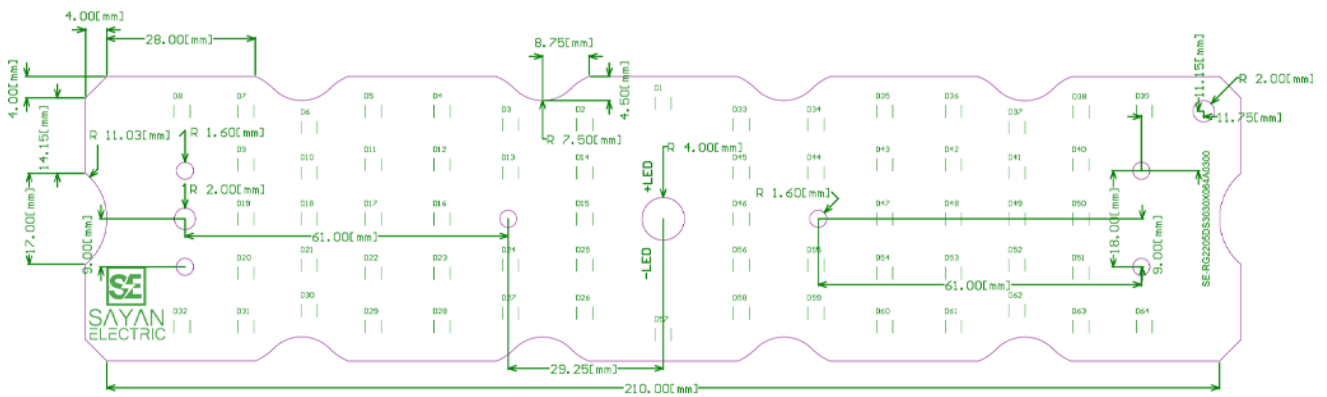 4.00[mm]
28.00[mm]
8.75[mm]
4.00[mm]
14.15[mm]
4.50[mm]
11.15[mm]
R 2.00[mm]
11.75[mm]
D8 D7 D6 D5 D4 D3 D2 D1 D33 D34 D35 D36 D37 D38 D39
R 11.03[mm]
R 1.60[mm]
R 7.50[mm]
R 4.00[mm]
D9 D10 D11 D12 D13 D14 D45 D44 D43 D42 D41 D40
+LED
R 2.00[mm]
R 1.60[mm]
D19 D18 D17 D16 D15 D46 D47 D48 D49 D50
17.00[mm]
9.00[mm]
61.00[mm]
18.00[mm]
9.00[mm]
SE-RG2205DS3030X064A0300
D20 D21 D22 D23 D24 D25 D56 D55 D54 D53 D52 D51
-LED
61.00[mm]
SE
SAYAN
ELECTRIC
D32 D31 D30 D29 D28 D27 D26 D57 D58 D59 D60 D61 D62 D63 D64
29.25[mm]
210.00[mm]